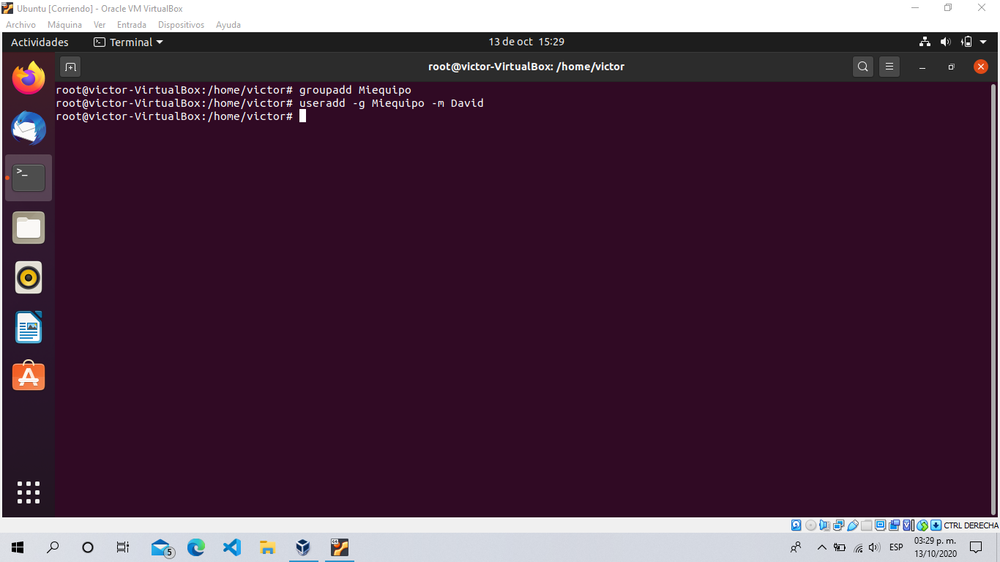 Ubuntu [Corriendo] - Oracle VM VirtualBox
Archivo Máquina Ver Entrada Dispositivos Ayuda
Actividades Terminal 13 de oct 15:29
root@victor-VirtualBox: /home/victor
root@victor-VirtualBox:/home/victor# groupadd Miequipo
root@victor-VirtualBox:/home/victor# useradd -g Miequipo -m David
root@victor-VirtualBox:/home/victor#
>_
CTRL DERECHA
5
ESP
03:29 p. m.
13/10/2020